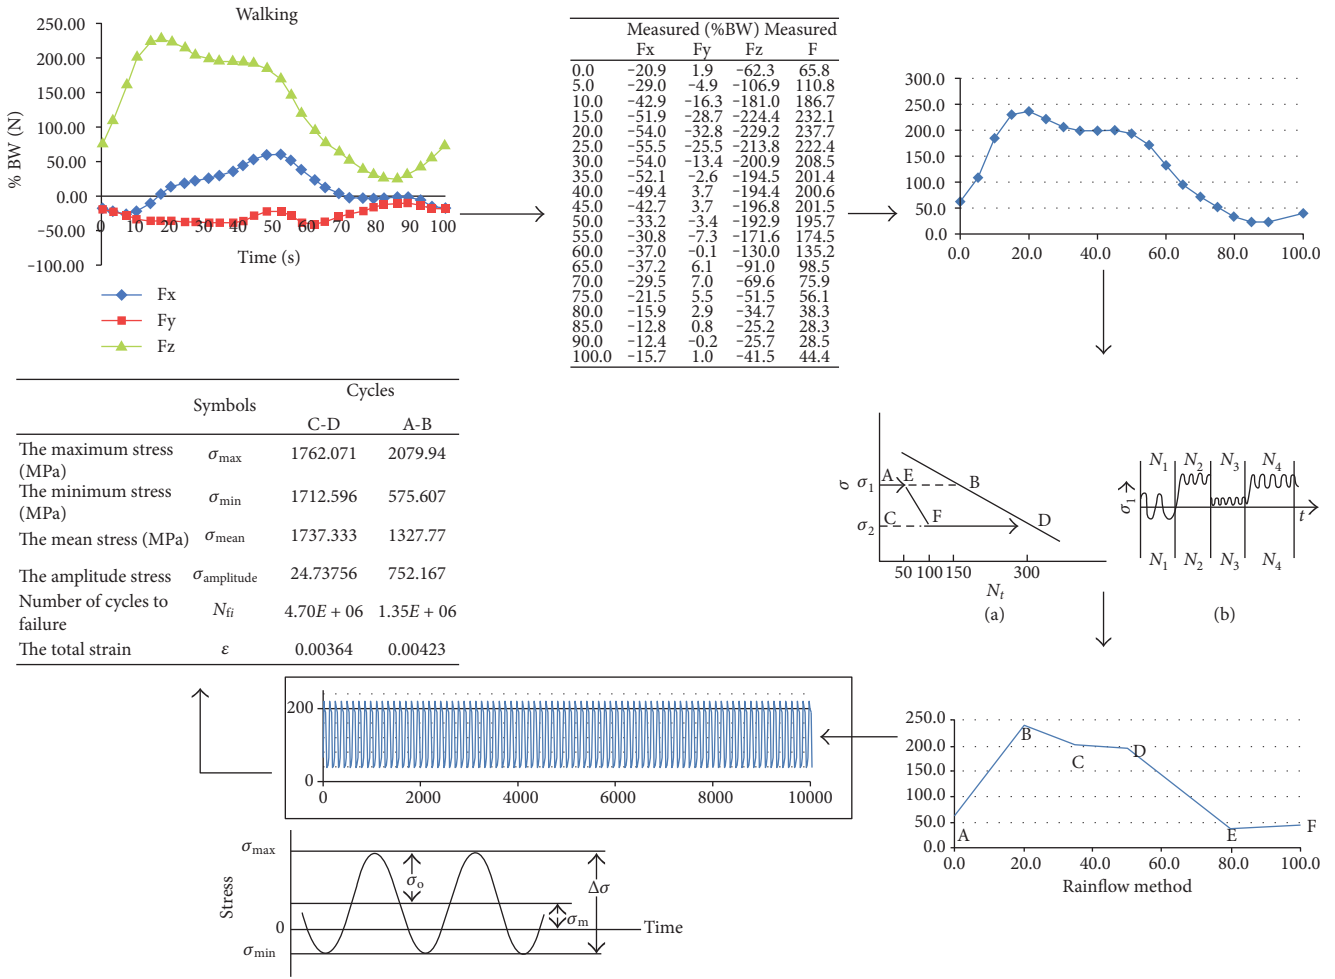 Walking
250.00
200.00
150.00
100.00
50.00
0.00
−50.00
−100.00
% BW (N)
0 10 20 30 40 50 60 70 80 90 100
Time (s)
Fx
Fy
Fz
Measured (%BW) Measured
Fx Fy Fz F
0.0 −20.9 1.9 −62.3 65.8
5.0 −29.0 −4.9 −106.9 110.8
10.0 −42.9 −16.3 −181.0 186.7
15.0 −51.9 −28.7 −224.4 232.1
20.0 −54.0 −32.8 −229.2 237.7
25.0 −55.5 −25.5 −213.8 222.4
30.0 −54.0 −13.4 −200.9 208.5
35.0 −52.1 −2.6 −194.5 201.4
40.0 −49.4 3.7 −194.4 200.6
45.0 −42.7 3.7 −196.8 201.5
50.0 −33.2 −3.4 −192.9 195.7
55.0 −30.8 −7.3 −171.6 174.5
60.0 −37.0 −0.1 −130.0 135.2
65.0 −37.2 6.1 −91.0 98.5
70.0 −29.5 7.0 −69.6 75.9
75.0 −21.5 5.5 −51.5 56.1
80.0 −15.9 2.9 −34.7 38.3
85.0 −12.8 0.8 −25.2 28.3
90.0 −12.4 −0.2 −25.7 28.5
100.0 −15.7 1.0 −41.5 44.4
300.0
250.0
200.0
150.0
100.0
50.0
0.0
0.0 20.0 40.0 60.0 80.0 100.0
σ
σ1 A E B
σ2 C F D
50 100 150 300
Nt
(a)
N1 N2 N3 N4
σ1
t
N1 N2 N3 N4
(b)
250.0
200.0
150.0
100.0
50.0
0.0
A B C D E F
0.0 20.0 40.0 60.0 80.0 100.0
Rainflow method
200
0
0 2000 4000 6000 8000 10000
σmax
Stress
0
σmin
σo
σm
Δσ
Time
Symbols Cycles
C-D A-B
The maximum stress
(MPa) σmax 1762.071 2079.94
The minimum stress
(MPa) σmin 1712.596 575.607
The mean stress (MPa) σmean 1737.333 1327.77
The amplitude stress σamplitude 24.73756 752.167
Number of cycles to
failure Nfi 4.70E + 06 1.35E + 06
The total strain ε 0.00364 0.00423